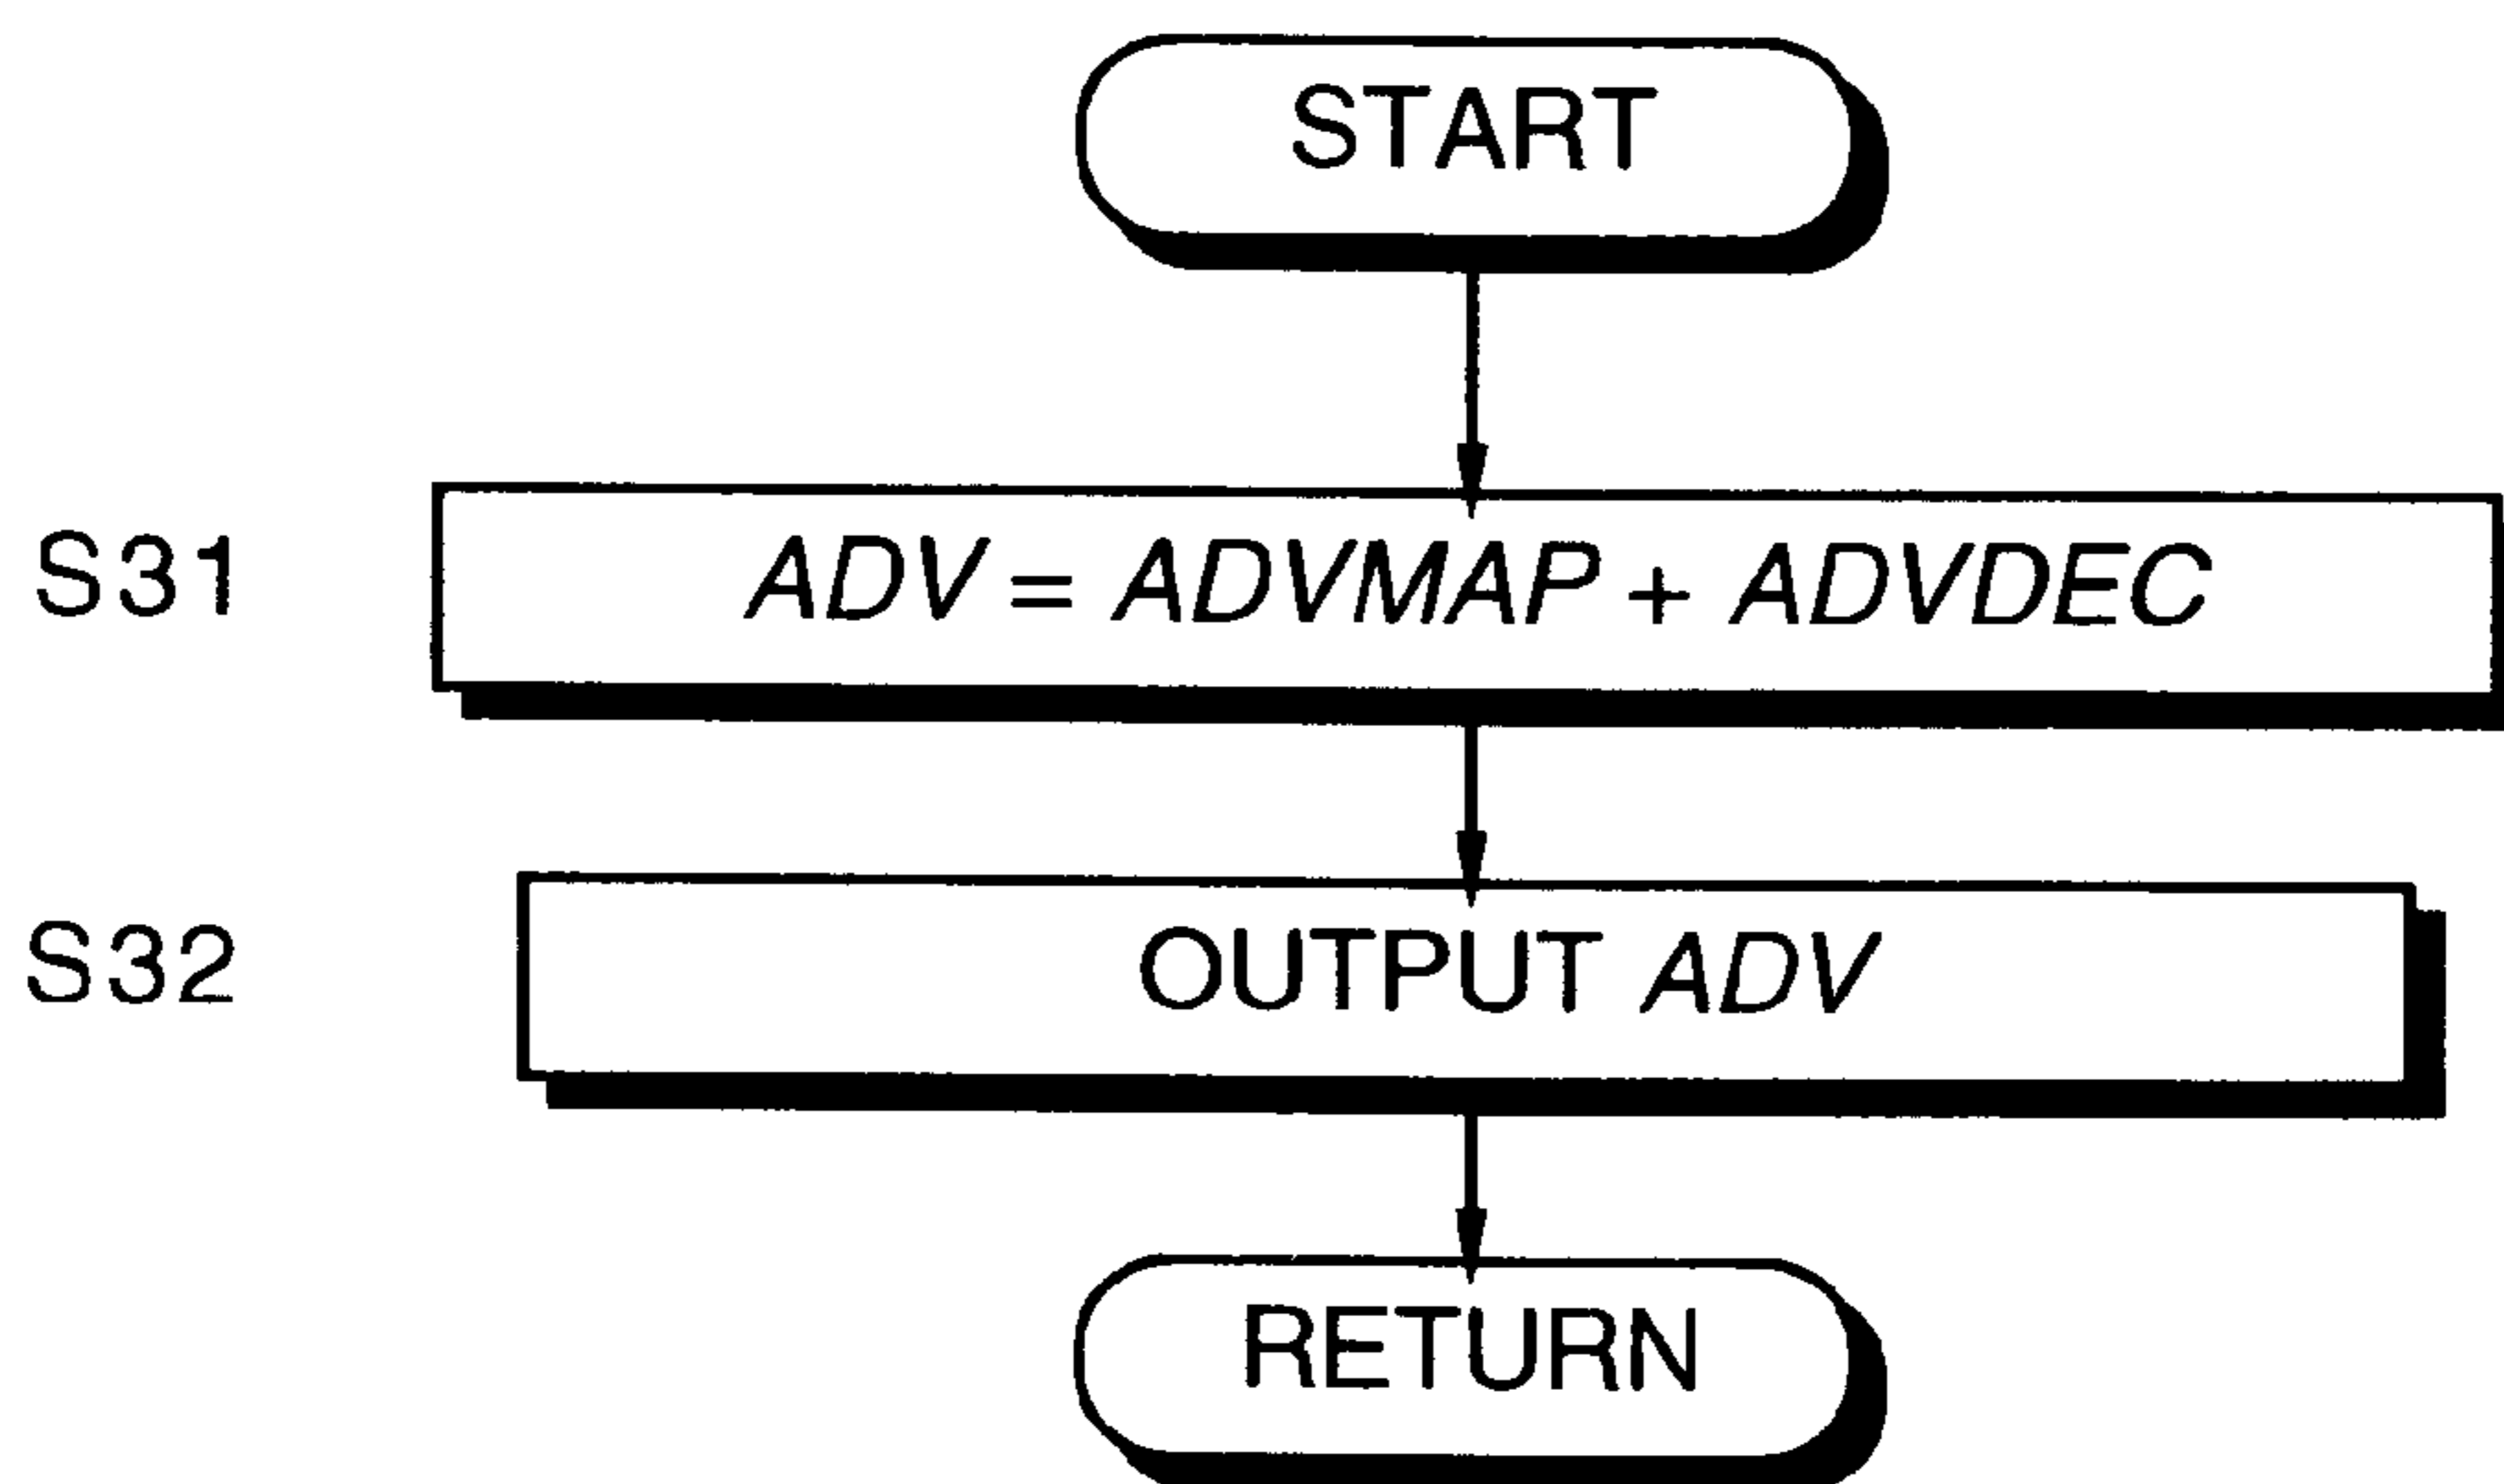 START
S31 ADV = ADVMAP + ADVDEC
S32 OUTPUT ADV
RETURN